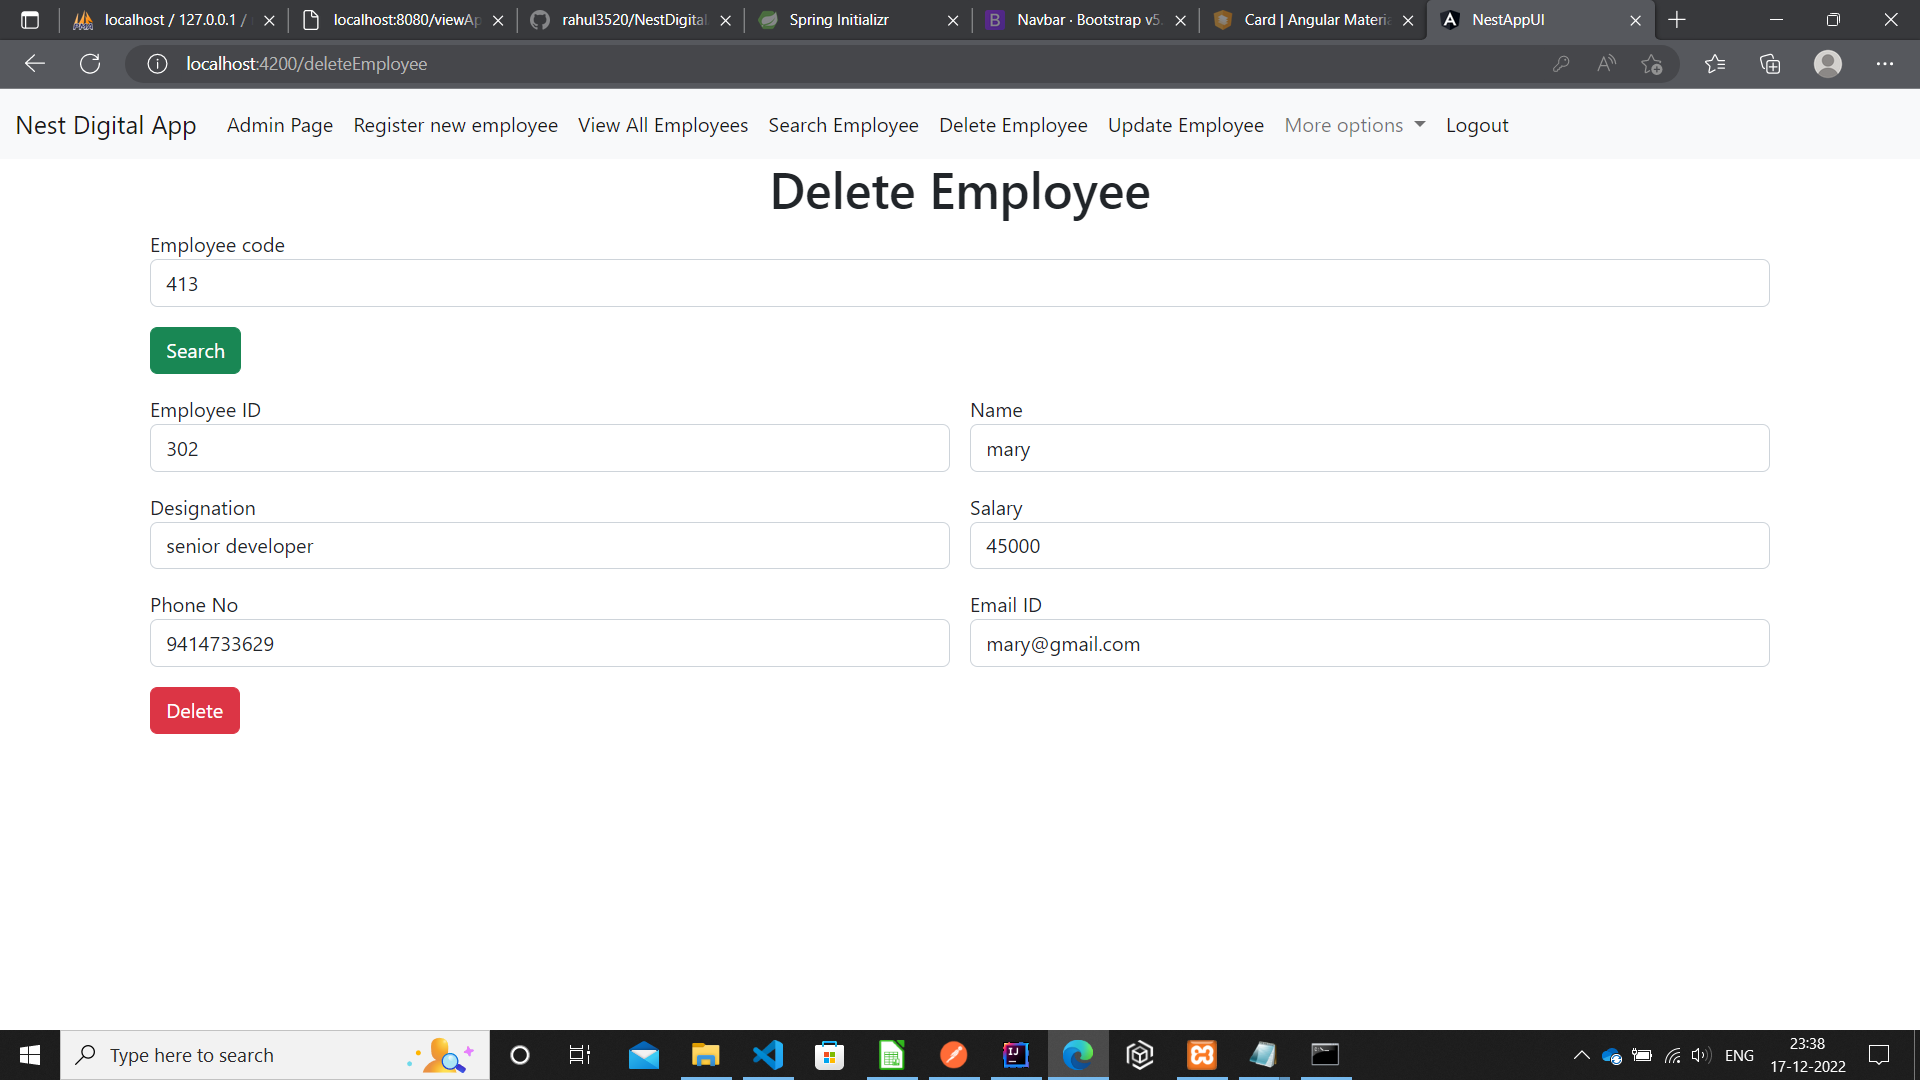 localhost / 127.0.0.1 /
localhost:8080/viewAp
rahul3520/NestDigital
Spring Initializr
B Navbar · Bootstrap v5.
Card | Angular Materia
NestAppUI
localhost:4200/deleteEmployee
Nest Digital App Admin Page Register new employee View All Employees Search Employee Delete Employee Update Employee More options Logout
Delete Employee
Employee code
413
Search
Employee ID Name
302 mary
Designation Salary
senior developer 45000
Phone No Email ID
9414733629 mary@gmail.com
Delete
Type here to search
ENG
23:38
17-12-2022